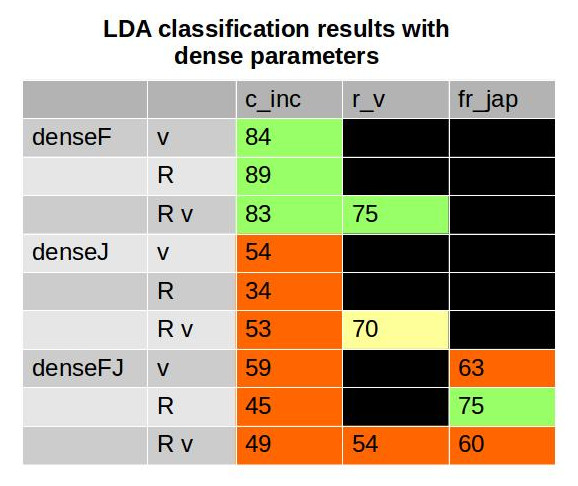 LDA classification results with
dense parameters
c_inc r_v fr_jap
denseF v 84
R 89
R v 83 75
denseJ v 54
R 34
R v 53 70
denseFJ v 59 63
R 45 75
R v 49 54 60